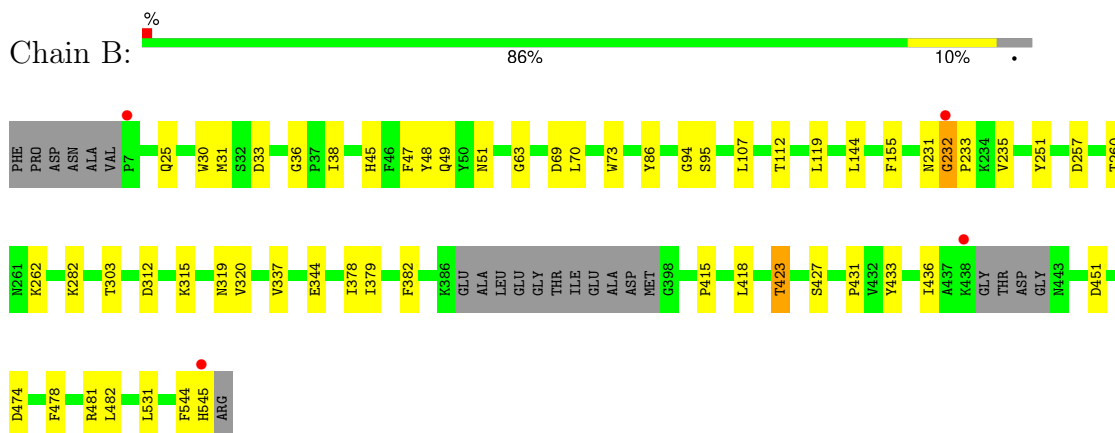 %
Chain B:
86% 10% •
PHE PRO ASP ASN ALA VAL P7 Q25 W30 M31 S32 D33 G36 P37 I38 H45 F46 F47 Y48 Q49 Y50 N51 G63 D69 L70 W73 Y86 G94 S95 L107 T112 L119 L144 F155 N231 G232 P233 K234 V235 Y251 D257 T260
N261 K262 K282 T303 D312 K315 N319 V320 V337 E344 I378 I379 F382 K386 GLU ALA LEU GLU GLU GLY THR ILE GLU ALA ASP MET G398 P415 L418 T423 S427 P431 V432 Y433 I436 A437 K438 GLY THR ASP GLY N443 D451
D474 F478 R481 L482 L531 F544 H545 ARG